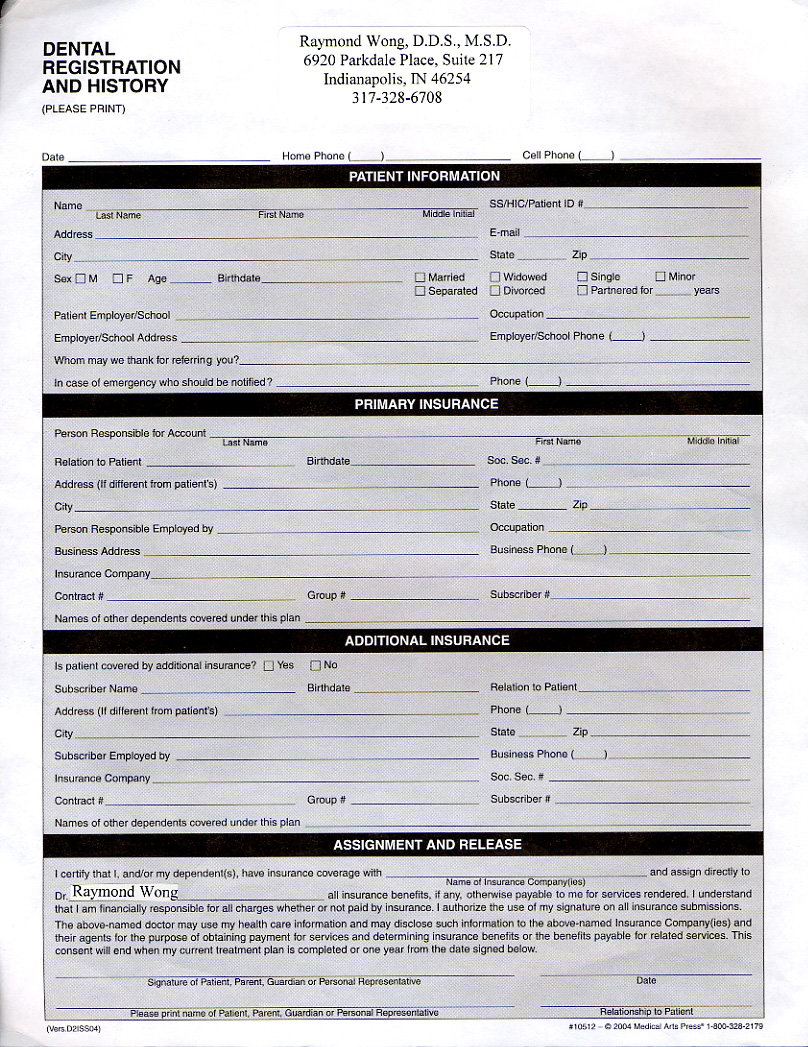 DENTAL
REGISTRATION
AND HISTORY
(PLEASE PRINT)
Raymond Wong, D.D.S., M.S.D.
6920 Parkdale Place, Suite 217
Indianapolis, IN 46254
317-328-6708
Date Home Phone ( ) Cell Phone ( )
PATIENT INFORMATION
Name SS/HIC/Patient ID #
Last Name First Name Middle Initial
Address E-mail
City State Zip
Sex M F Age Birthdate Married Widowed Single Minor
Separated Divorced Partnered for years
Patient Employer/School Occupation
Employer/School Address Employer/School Phone ( )
Whom may we thank for referring you?
In case of emergency who should be notified? Phone ( )
PRIMARY INSURANCE
Person Responsible for Account
Last Name First Name Middle Initial
Relation to Patient Birthdate Soc. Sec. #
Address (If different from patient's) Phone ( )
City State Zip
Person Responsible Employed by Occupation
Business Address Business Phone ( )
Insurance Company
Contract # Group # Subscriber #
Names of other dependents covered under this plan
ADDITIONAL INSURANCE
Is patient covered by additional insurance? Yes No
Subscriber Name Birthdate Relation to Patient
Address (If different from patient's) Phone ( )
City State Zip
Subscriber Employed by Business Phone ( )
Insurance Company Soc. Sec. #
Contract # Group # Subscriber #
Names of other dependents covered under this plan
ASSIGNMENT AND RELEASE
I certify that I, and/or my dependent(s), have insurance coverage with and assign directly to
Name of Insurance Company(ies)
Dr. Raymond Wong all insurance benefits, if any, otherwise payable to me for services rendered. I understand
that I am financially responsible for all charges whether or not paid by insurance. I authorize the use of my signature on all insurance submissions.
The above-named doctor may use my health care information and may disclose such information to the above-named Insurance Company(ies) and
their agents for the purpose of obtaining payment for services and determining insurance benefits or the benefits payable for related services. This
consent will end when my current treatment plan is completed or one year from the date signed below.
Signature of Patient, Parent, Guardian or Personal Representative Date
Please print name of Patient, Parent, Guardian or Personal Representative Relationship to Patient
(Vers.D2ISS04) #10512 – © 2004 Medical Arts Press® 1-800-328-2179